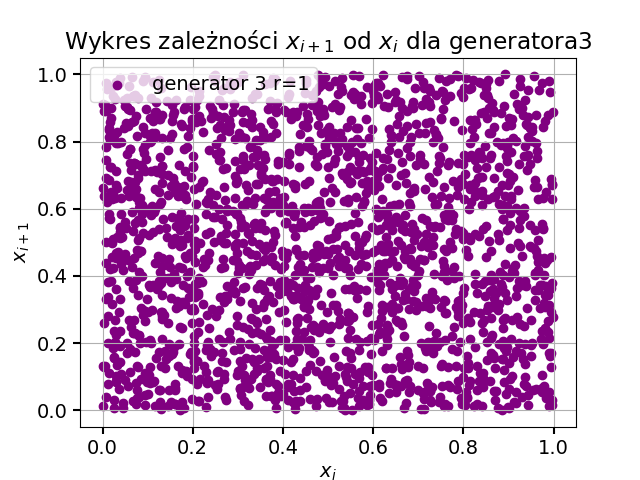 Wykres zależności x_{i+1} od x_i dla generatora3
generator 3 r=1
1.0
0.8
0.6
0.4
0.2
0.0
x_{i+1}
0.0 0.2 0.4 0.6 0.8 1.0
x_i